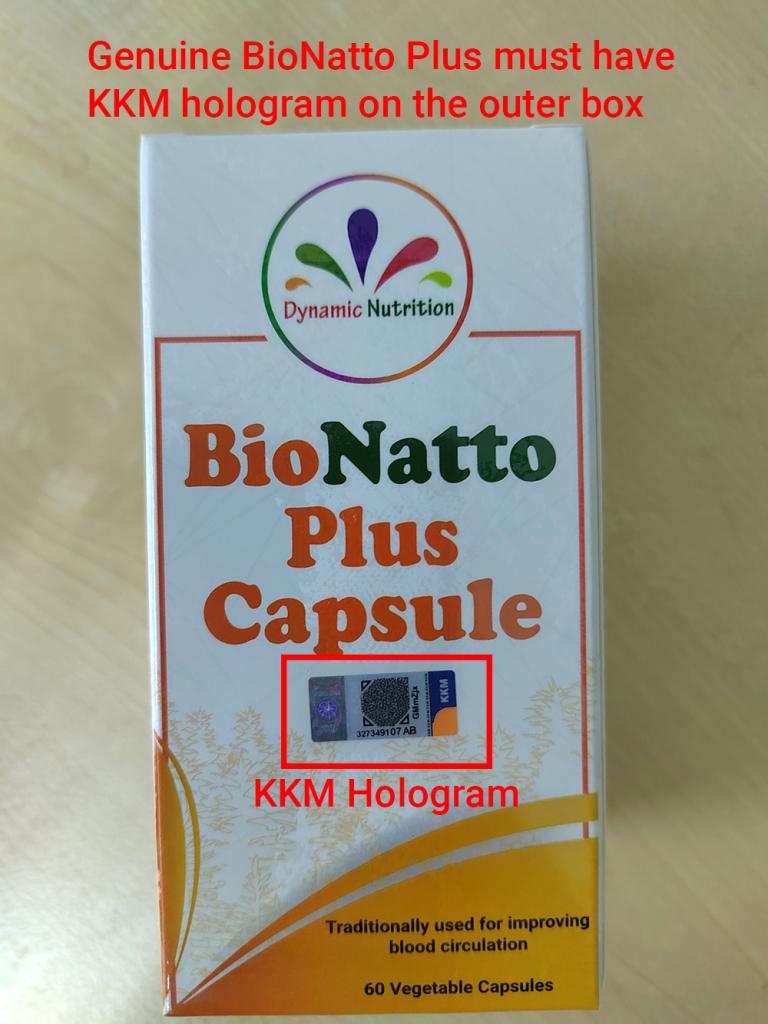 Genuine BioNatto Plus must have
KKM hologram on the outer box
Dynamic Nutrition
BioNatto
Plus
Capsule
KKM
GMmZjx
327349107 AB
KKM Hologram
Traditionally used for improving
blood circulation
60 Vegetable Capsules